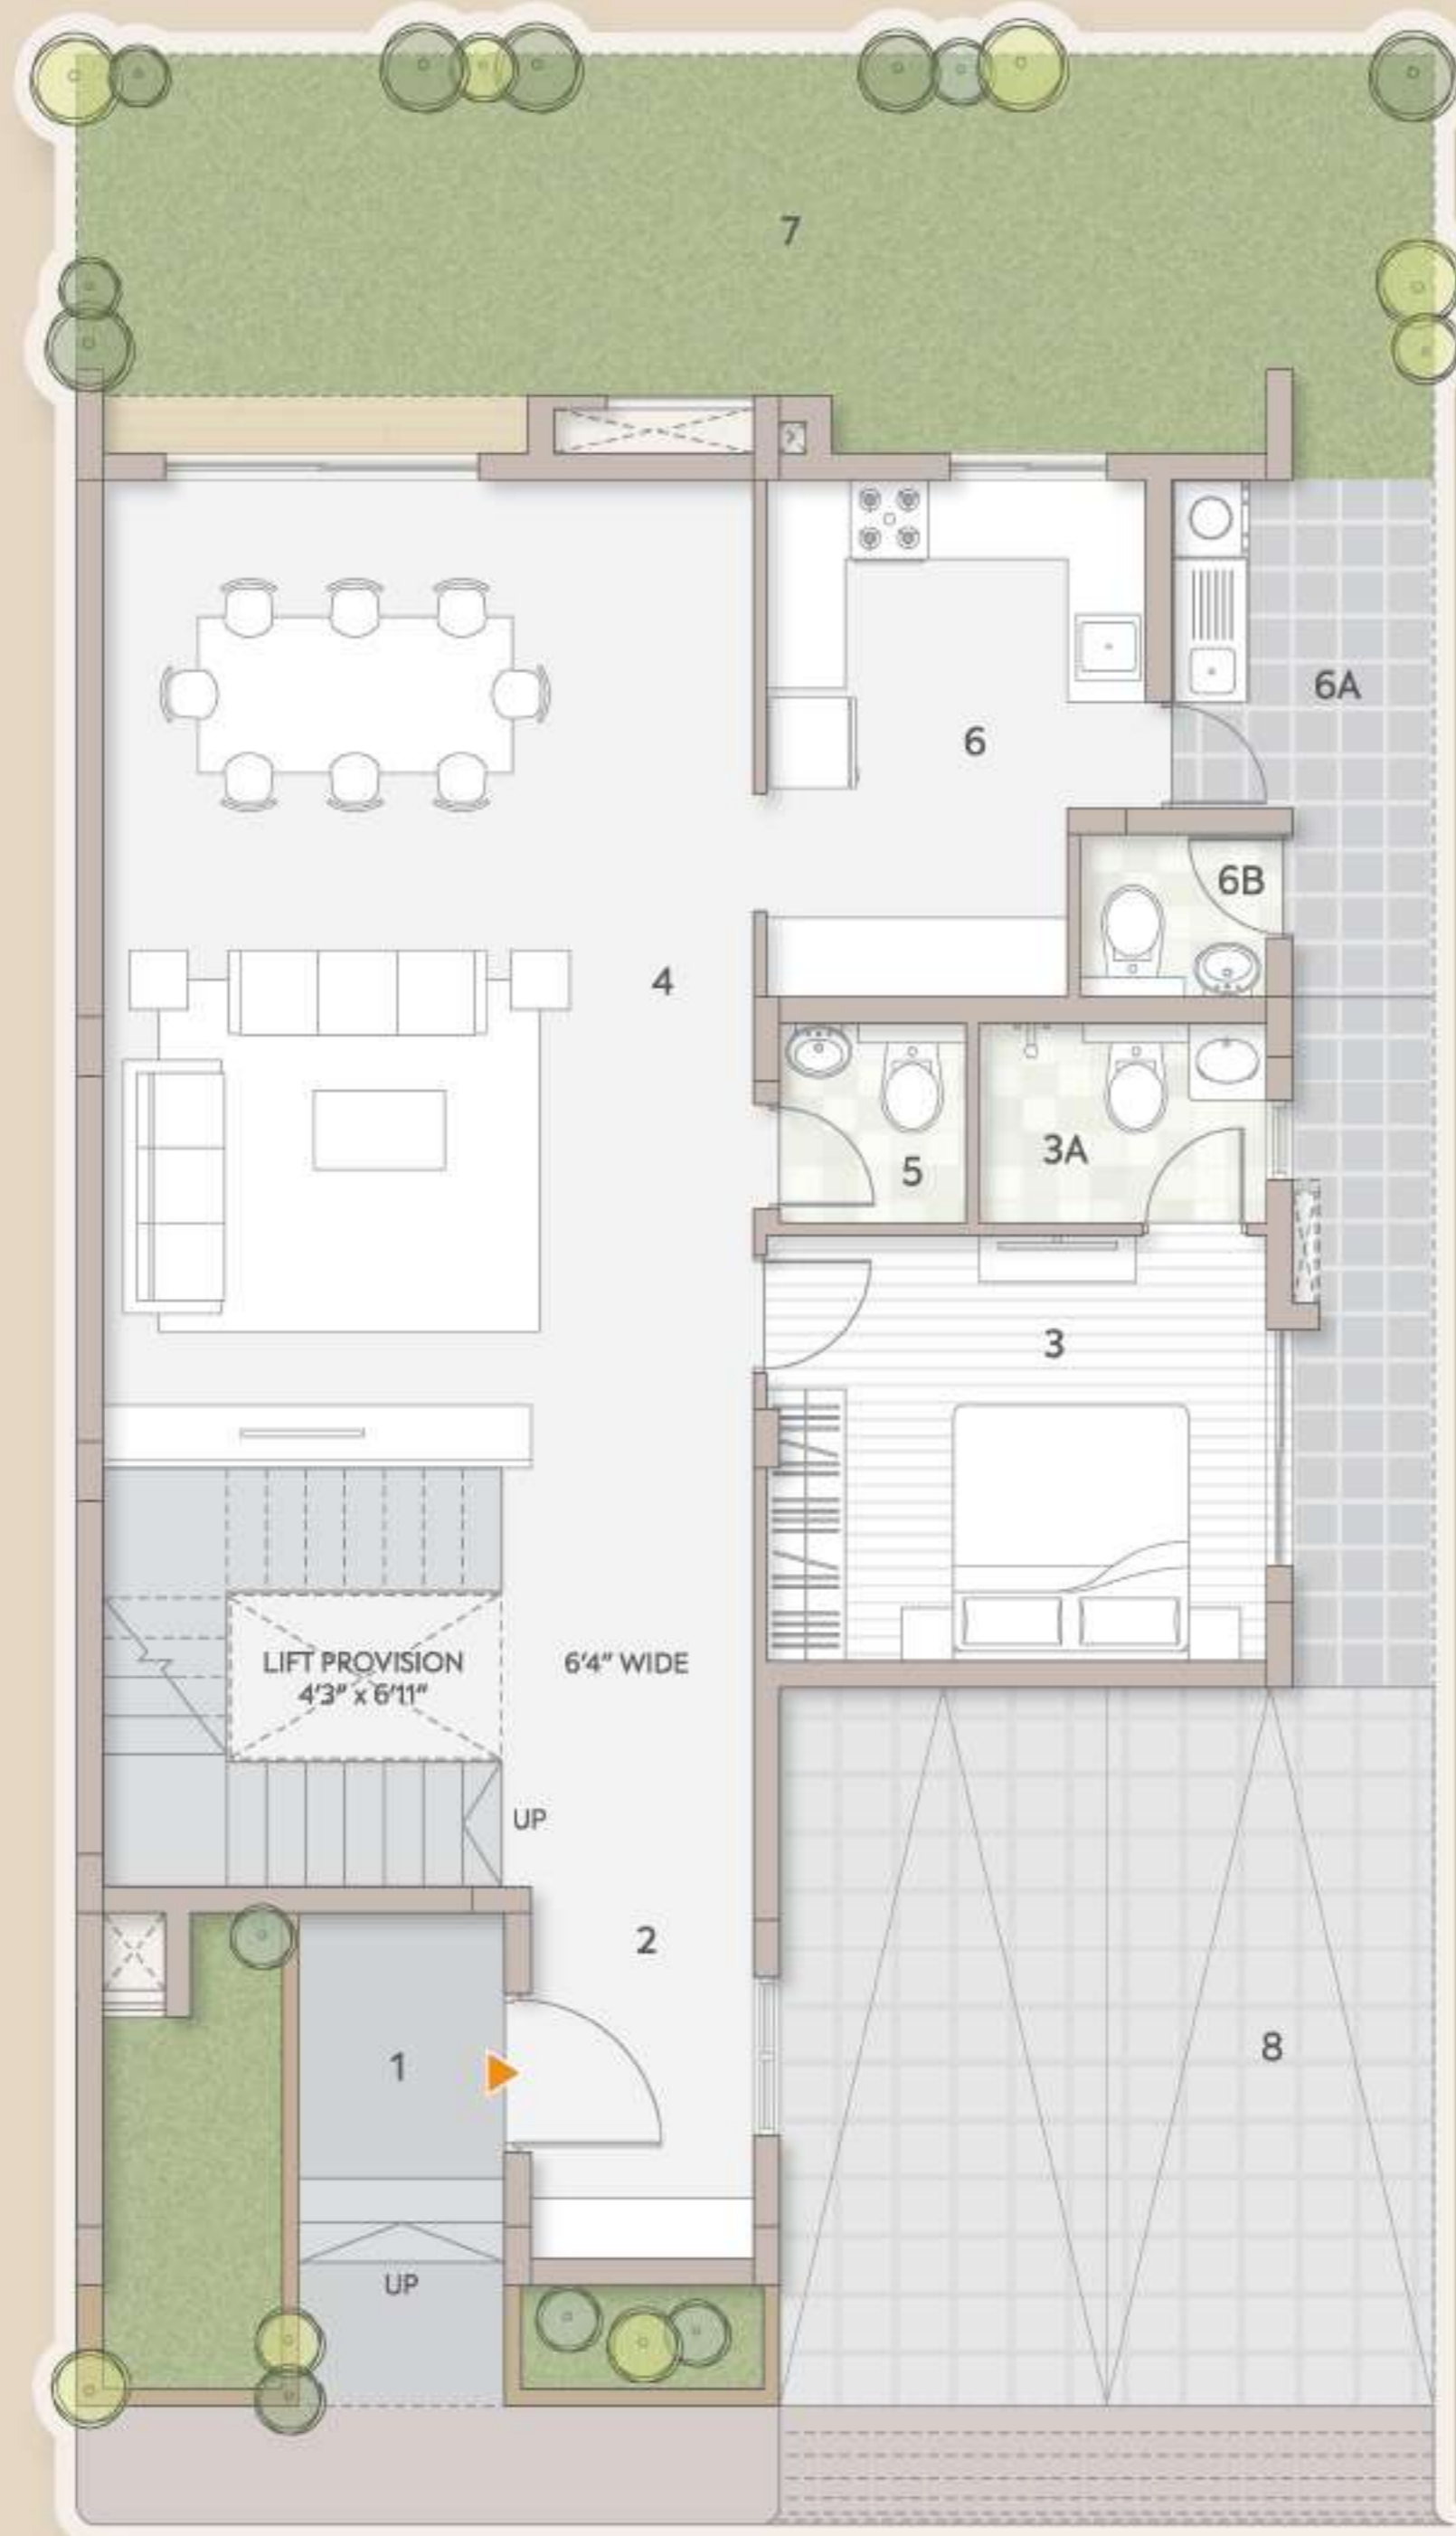 7
6A
6
6B
4
5
3A
3
LIFT PROVISION
4'3" x 6'11"
6'4" WIDE
UP
2
1
8
UP